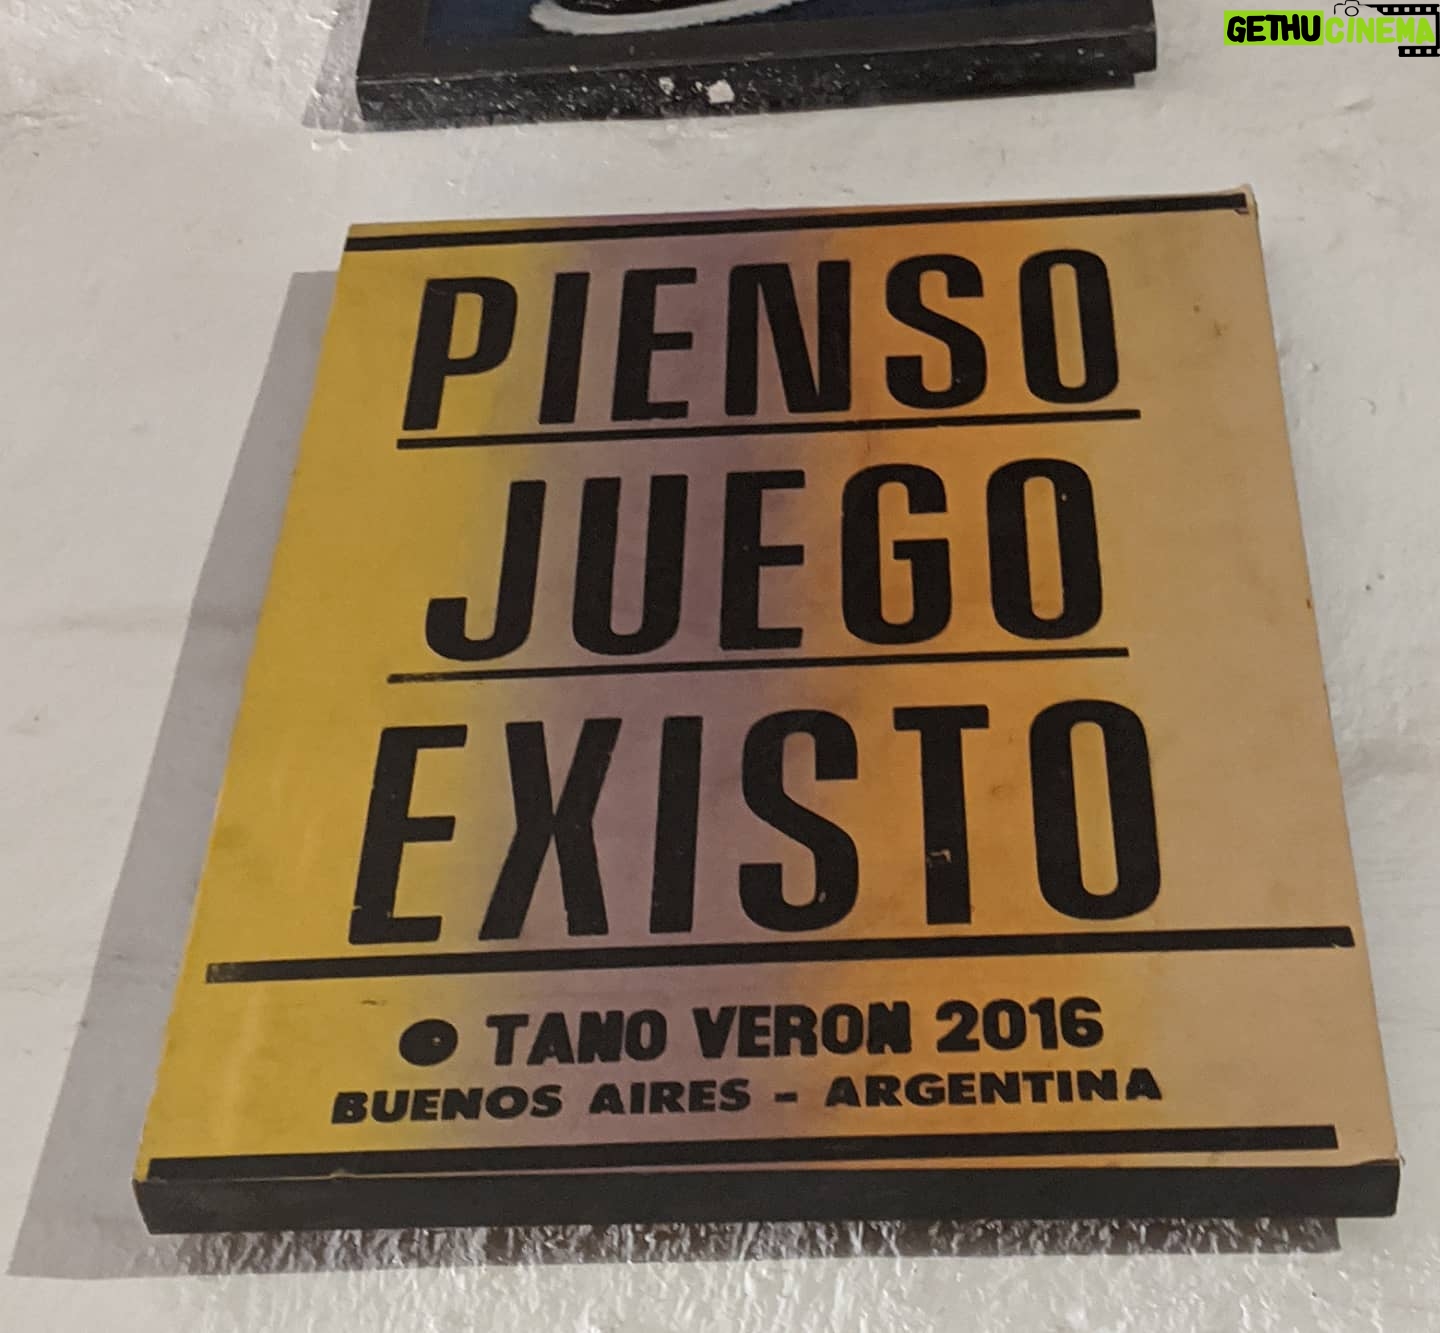 GETHU CINEMA
PIENSO
JUEGO
EXISTO
TANO VERON 2016
BUENOS AIRES - ARGENTINA